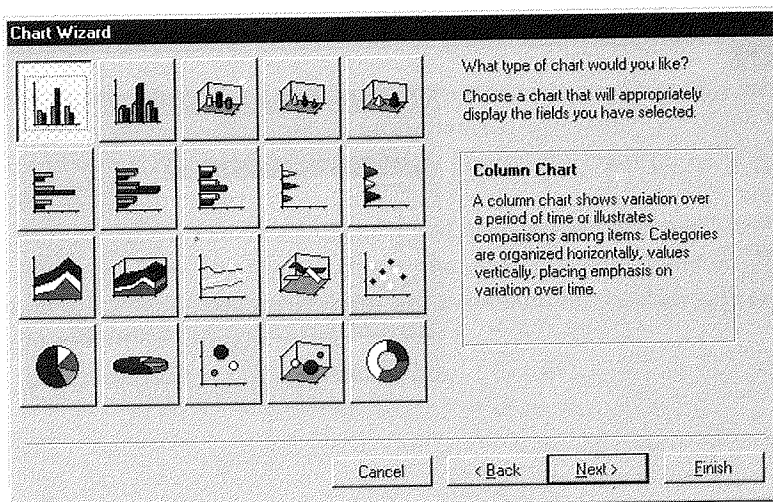 Chart Wizard
What type of chart would you like?
Choose a chart that will appropriately
display the fields you have selected.
Column Chart
A column chart shows variation over
a period of time or illustrates
comparisons among items. Categories
are organized horizontally, values
vertically, placing emphasis on
variation over time.
Cancel
< Back
Next >
Finish